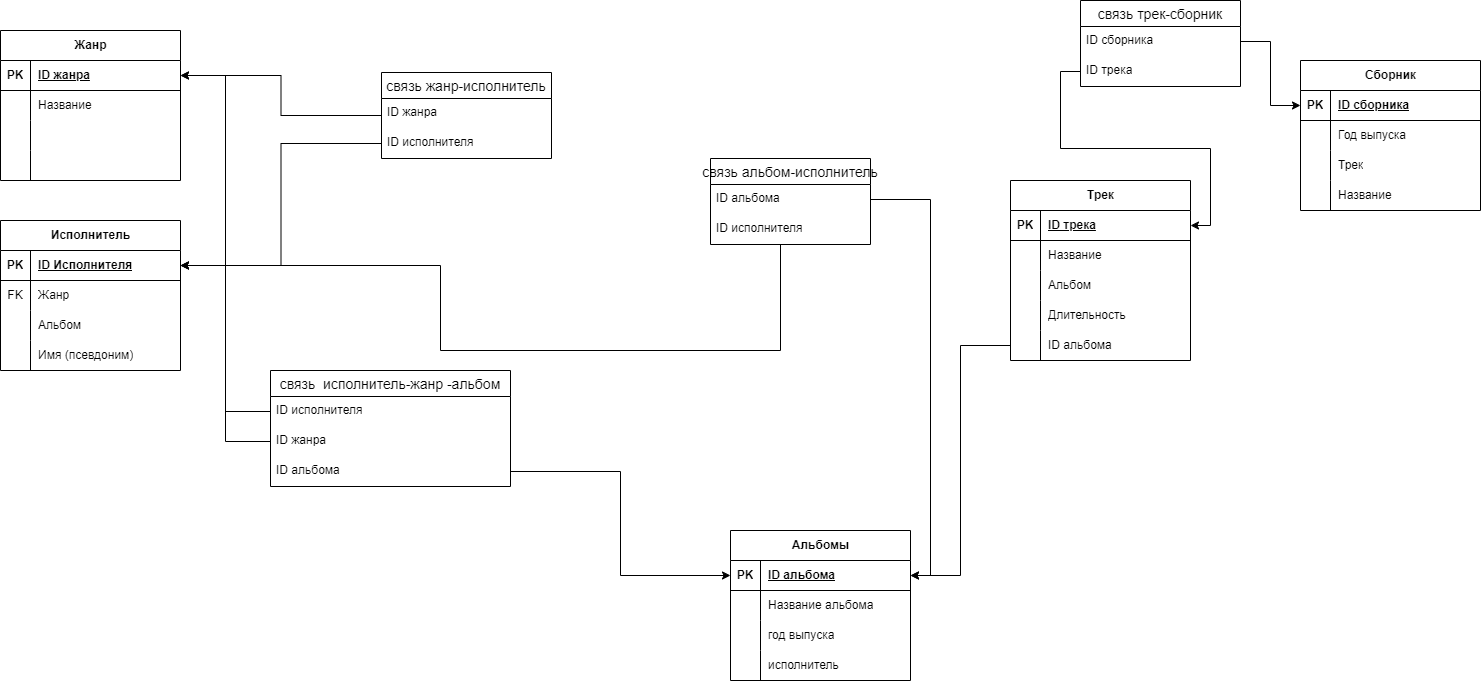 Жанр
PK ID жанра
Название
Исполнитель
PK ID Исполнителя
FK Жанр
Альбом
Имя (псевдоним)
связь жанр-исполнитель
ID жанра
ID исполнителя
связь исполнитель-жанр -альбом
ID исполнителя
ID жанра
ID альбома
связь альбом-исполнитель
ID альбома
ID исполнителя
Альбомы
PK ID альбома
Название альбома
год выпуска
исполнитель
связь трек-сборник
ID сборника
ID трека
Трек
PK ID трека
Название
Альбом
Длительность
ID альбома
Сборник
PK ID сборника
Год выпуска
Трек
Название